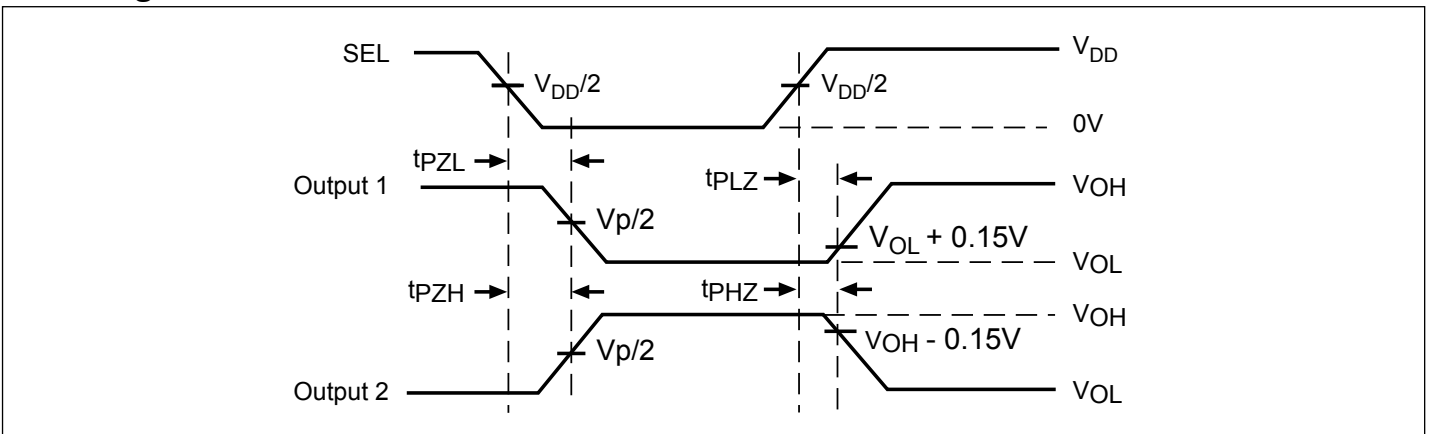 SEL
VDD
VDD/2
VDD/2
0V
tPZL
tPLZ
Output 1
VOH
Vp/2
VOL + 0.15V
VOL
tPZH
tPHZ
VOH
Vp/2
VOH - 0.15V
Output 2
VOL